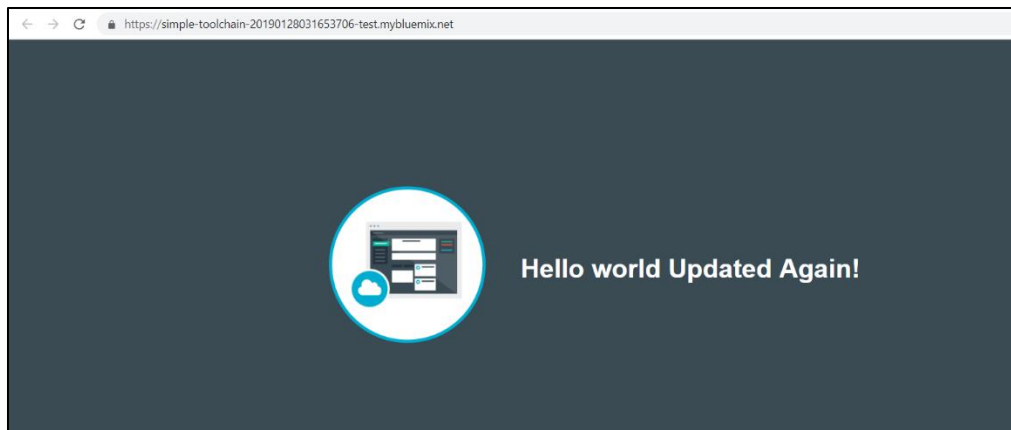 https://simple-toolchain-20190128031653706-test.mybluemix.net
Hello world Updated Again!